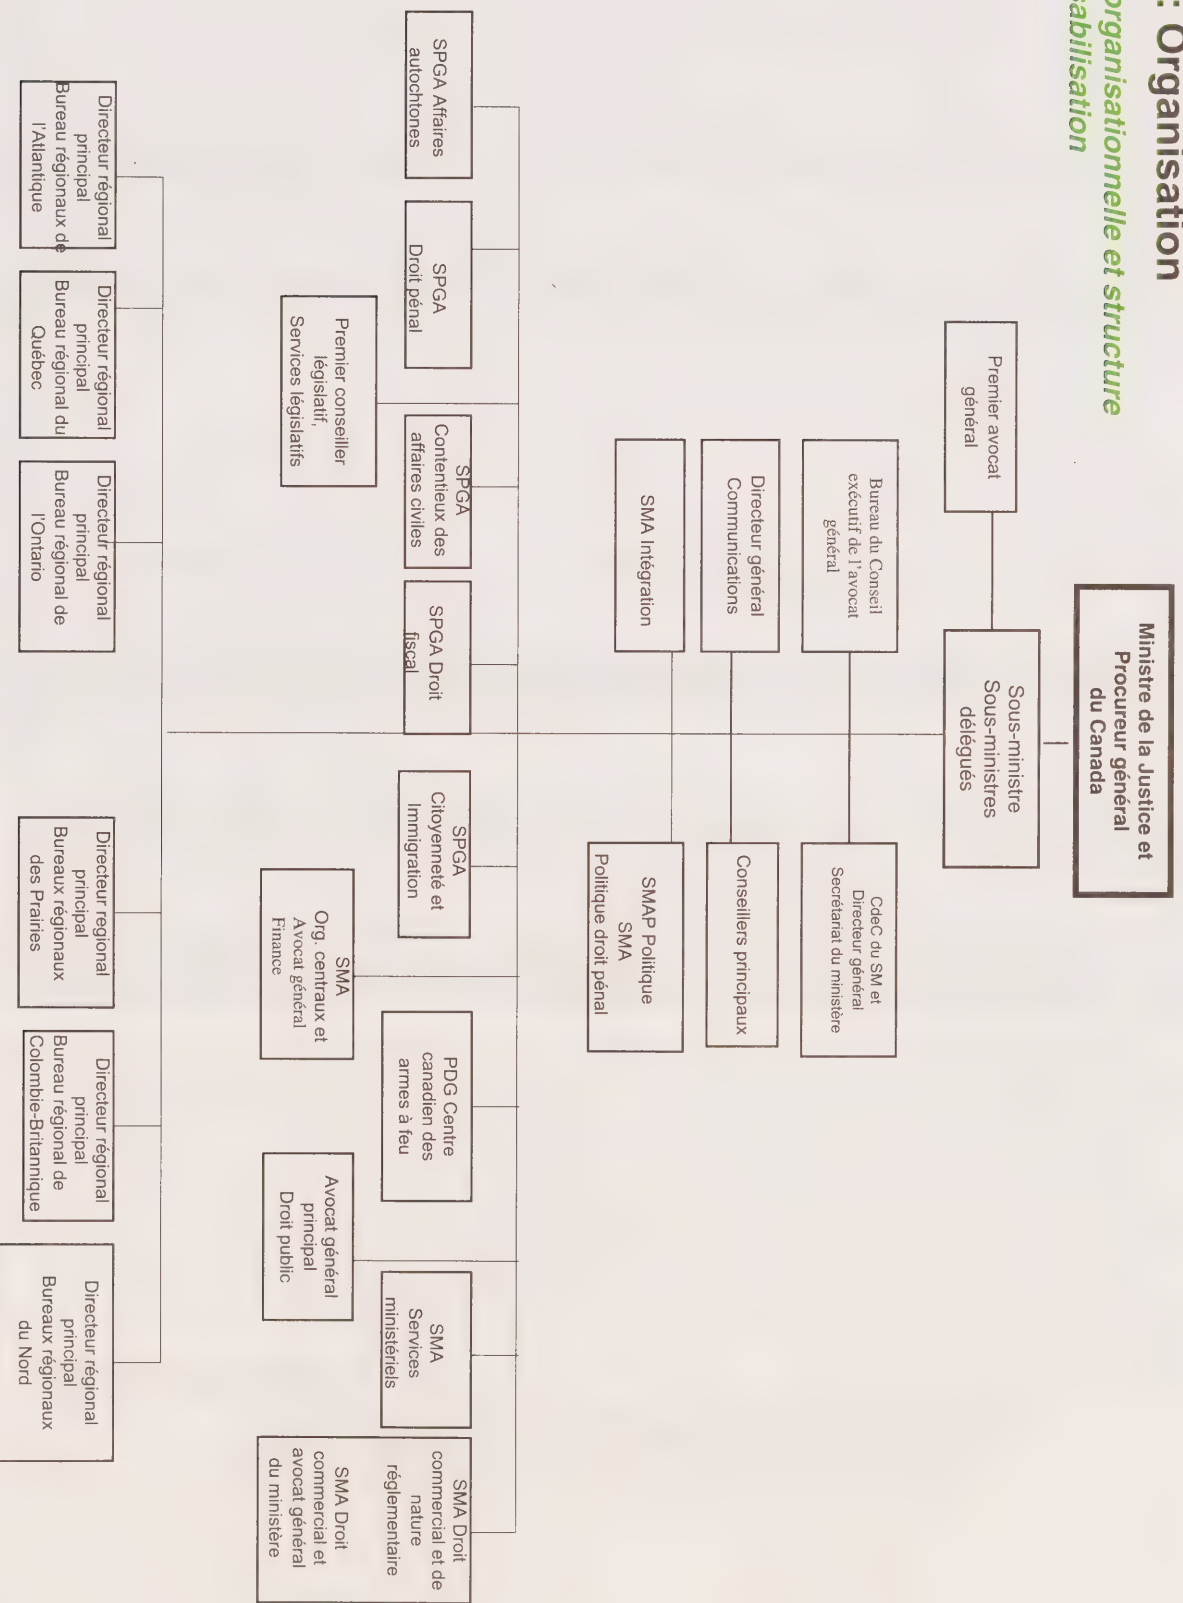 : Organisation
organisationnelle et structure
sabilisation
Ministre de la Justice et
Procureur général
du Canada
Sous-ministre
Sous-ministres
délégués
Premier avocat
général
Bureau du Conseil
exécutif de l'avocat
général
CdeC du SM et
Directeur général
Secrétariat du ministère
Directeur général
Communications
Conseillers principaux
SMA Intégration
SMAP Politique
SMA
Politique droit pénal
SPGA Affaires
autochtones
SPGA
Droit pénal
Premier conseiller
législatif,
Services législatifs
SPGA
Contentieux des
affaires civiles
SPGA Droit
fiscal
SPGA
Citoyenneté et
Immigration
SMA
Org. centraux et
Avocat général
Finance
PDG Centre
canadien des
armes à feu
Avocat général
principal
Droit public
SMA
Services
ministériels
SMA Droit
commercial et de
nature
réglementaire
SMA Droit
commercial et
avocat général
du ministère
Directeur régional
principal
Bureau régionaux de
l'Atlantique
Directeur régional
principal
Bureau régional du
Québec
Directeur régional
principal
Bureau régional de
l'Ontario
Directeur regional
principal
Bureaux régionaux
des Prairies
Directeur régional
principal
Bureau régional de
Colombie-Britannique
Directeur régional
principal
Bureaux régionaux
du Nord